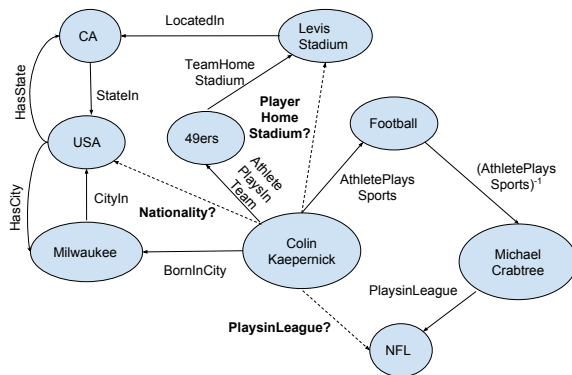 LocatedIn
CA
Levis
Stadium
TeamHome
Stadium
HasState
StateIn
Player
Home
Stadium?
Football
USA
49ers
Athlete
PlaysIn
Team
AthletePlays
Sports
(AthletePlays
Sports)⁻¹
HasCity
CityIn
Nationality?
Milwaukee
BornInCity
Colin
Kaepernick
Michael
Crabtree
PlaysinLeague
PlaysinLeague?
NFL